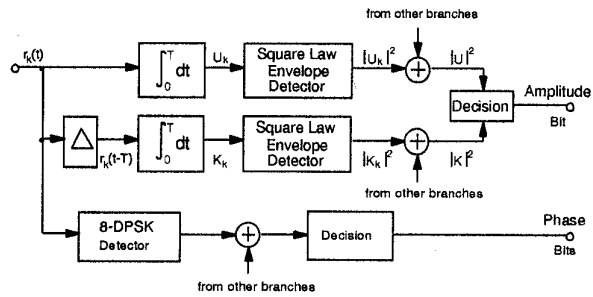 from other branches
r_k(t)
∫_0^T dt
U_k
Square Law
Envelope
Detector
|U_k|^2
+
|U|^2
Decision
Amplitude
Bit
Δ
r_k(t-T)
∫_0^T dt
K_k
Square Law
Envelope
Detector
|K_k|^2
+
|K|^2
from other branches
8-DPSK
Detector
+
Decision
Phase
Bits
from other branches